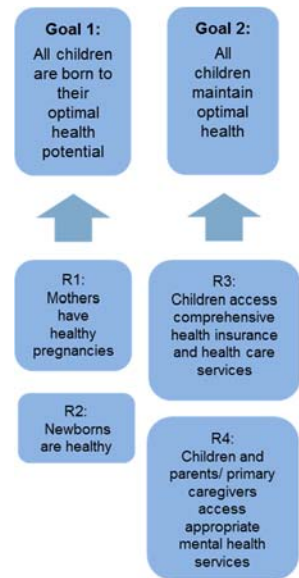 Goal 1:
All children
are born to
their
optimal
health
potential
Goal 2:
All
children
maintain
optimal
health
R1:
Mothers
have
healthy
pregnancies
R2:
Newborns
are healthy
R3:
Children access
comprehensive
health insurance
and health care
services
R4:
Children and
parents/ primary
caregivers
access
appropriate
mental health
services